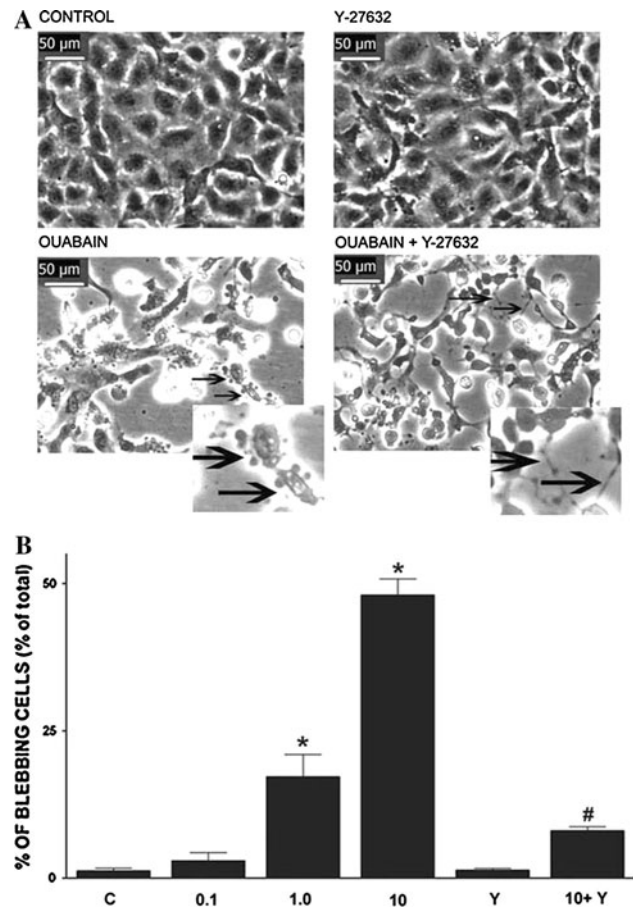 A CONTROL Y-27632
50 µm 50 µm
OUABAIN OUABAIN + Y-27632
50 µm 50 µm
B
% OF BLEBBING CELLS (% of total)
50
25
0
* * #
C 0.1 1.0 10 Y 10+ Y